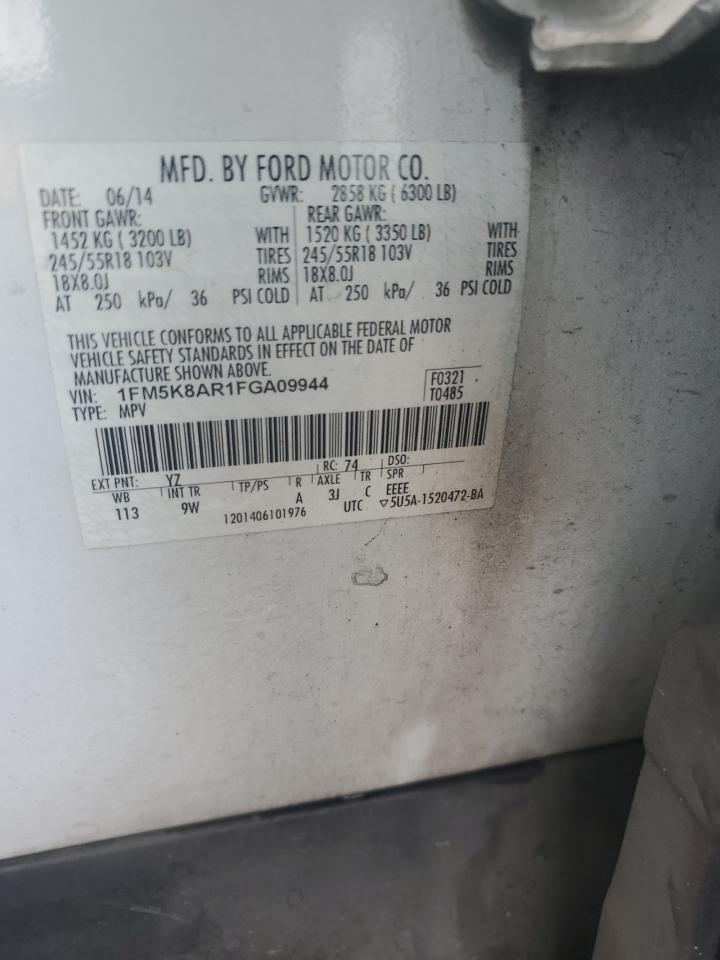 MFD. BY FORD MOTOR CO.
DATE: 06/14 GVWR: 2858 KG ( 6300 LB)
FRONT GAWR: REAR GAWR:
1452 KG ( 3200 LB) WITH 1520 KG ( 3350 LB) WITH
245/55R18 103V TIRES 245/55R18 103V TIRES
18X8.0J RIMS 18X8.0J RIMS
AT 250 kPa/ 36 PSI COLD AT 250 kPa/ 36 PSI COLD
THIS VEHICLE CONFORMS TO ALL APPLICABLE FEDERAL MOTOR
VEHICLE SAFETY STANDARDS IN EFFECT ON THE DATE OF
MANUFACTURE SHOWN ABOVE.
VIN: 1FM5K8AR1FGA09944 F0321
TYPE: MPV T0485
EXT PNT: YZ RC: 74 DSO:
WB INT TR TP/PS R AXLE TR SPR
113 9W A 3J C EEEE
1201406101976 UTC ▽5U5A-1520472-BA